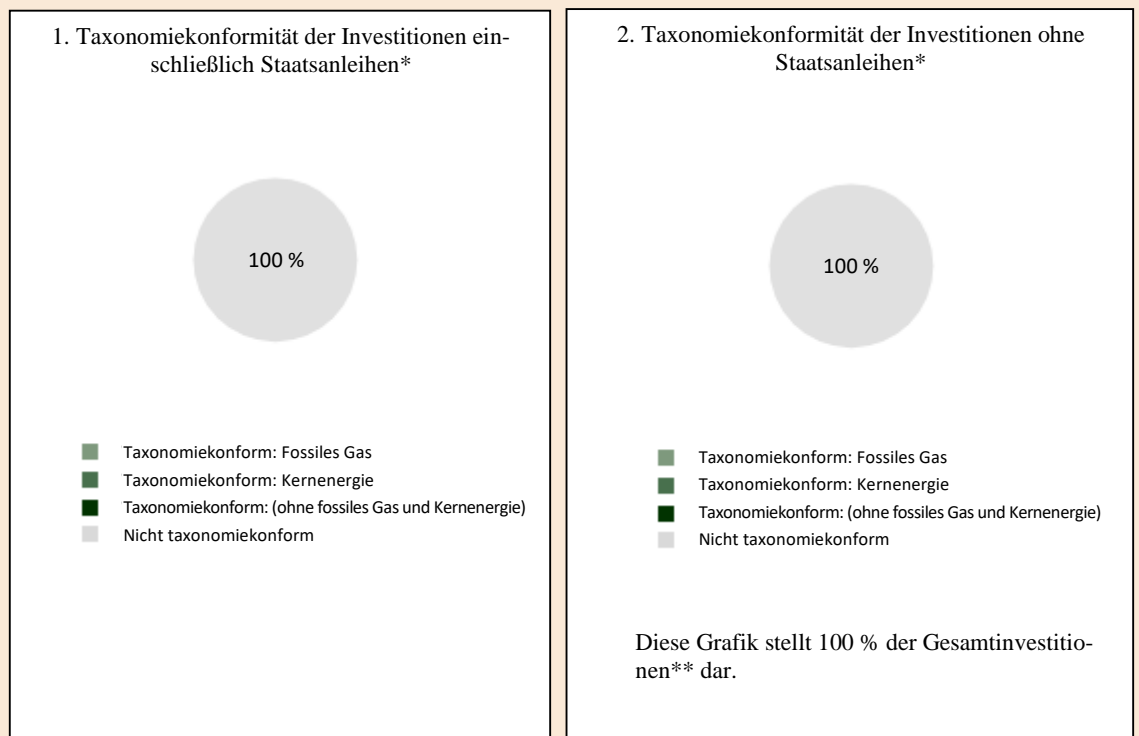 1. Taxonomiekonformität der Investitionen ein-
schließlich Staatsanleihen*
100 %
Taxonomiekonform: Fossiles Gas
Taxonomiekonform: Kernenergie
Taxonomiekonform: (ohne fossiles Gas und Kernenergie)
Nicht taxonomiekonform
2. Taxonomiekonformität der Investitionen ohne
Staatsanleihen*
100 %
Taxonomiekonform: Fossiles Gas
Taxonomiekonform: Kernenergie
Taxonomiekonform: (ohne fossiles Gas und Kernenergie)
Nicht taxonomiekonform
Diese Grafik stellt 100 % der Gesamtinvestitio-
nen** dar.